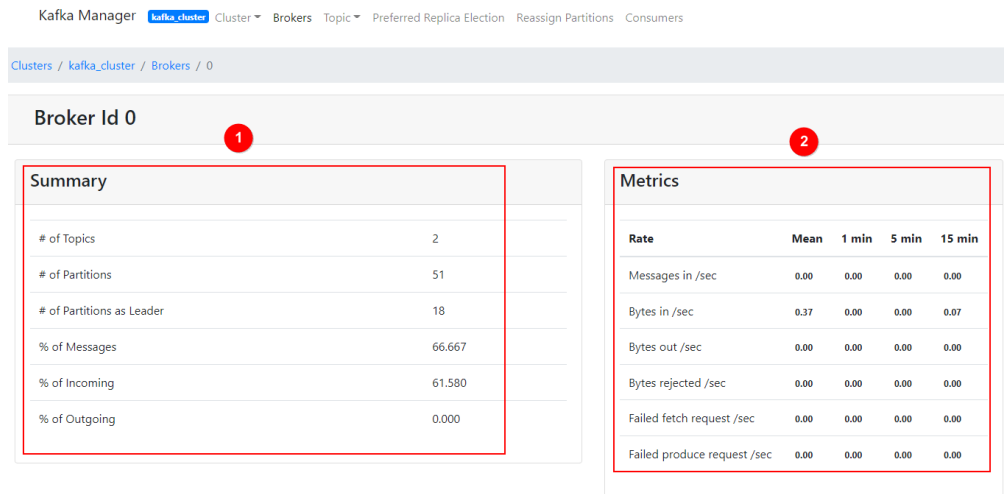 Kafka Manager kafka_cluster Cluster Brokers Topic Preferred Replica Election Reassign Partitions Consumers
Clusters / kafka_cluster / Brokers / 0
Broker Id 0
1
2
Summary
# of Topics 2
# of Partitions 51
# of Partitions as Leader 18
% of Messages 66.667
% of Incoming 61.580
% of Outgoing 0.000
Metrics
Rate Mean 1 min 5 min 15 min
Messages in /sec 0.00 0.00 0.00 0.00
Bytes in /sec 0.37 0.00 0.00 0.07
Bytes out /sec 0.00 0.00 0.00 0.00
Bytes rejected /sec 0.00 0.00 0.00 0.00
Failed fetch request /sec 0.00 0.00 0.00 0.00
Failed produce request /sec 0.00 0.00 0.00 0.00